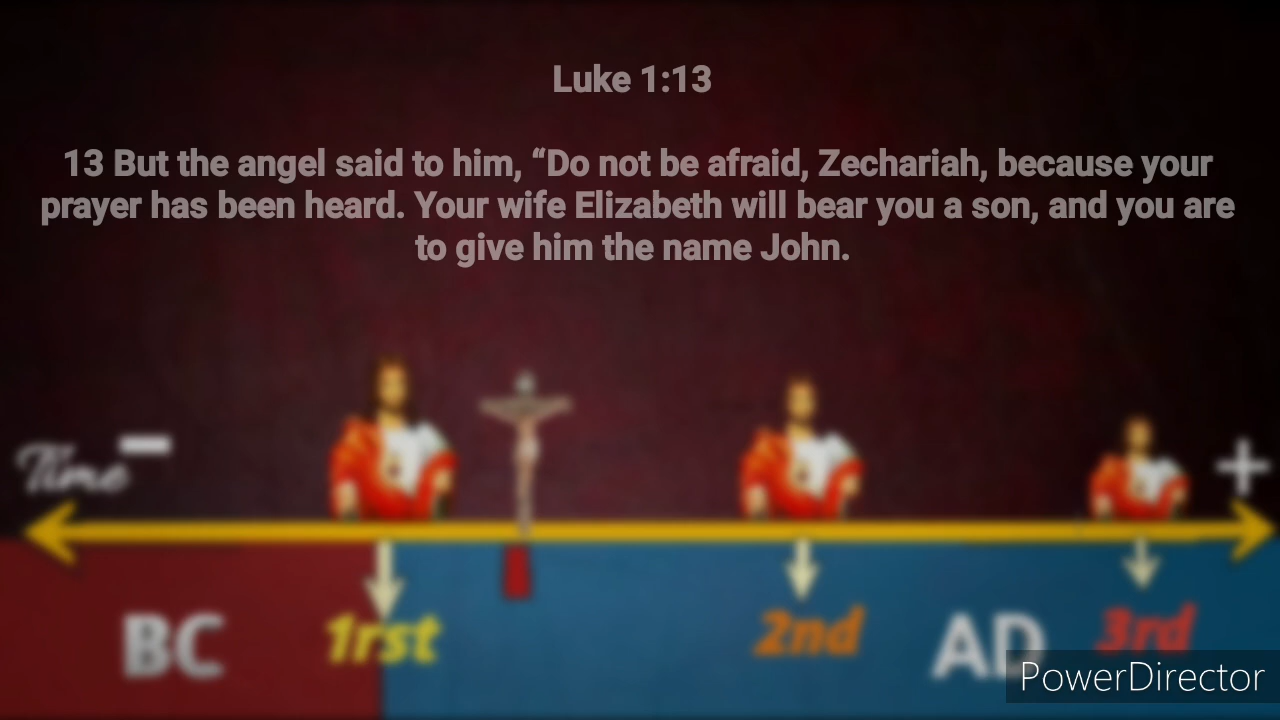 Luke 1:13
13 But the angel said to him, “Do not be afraid, Zechariah, because your
prayer has been heard. Your wife Elizabeth will bear you a son, and you are
to give him the name John.
Time
BC
1rst
2nd
AD
3rd
PowerDirector